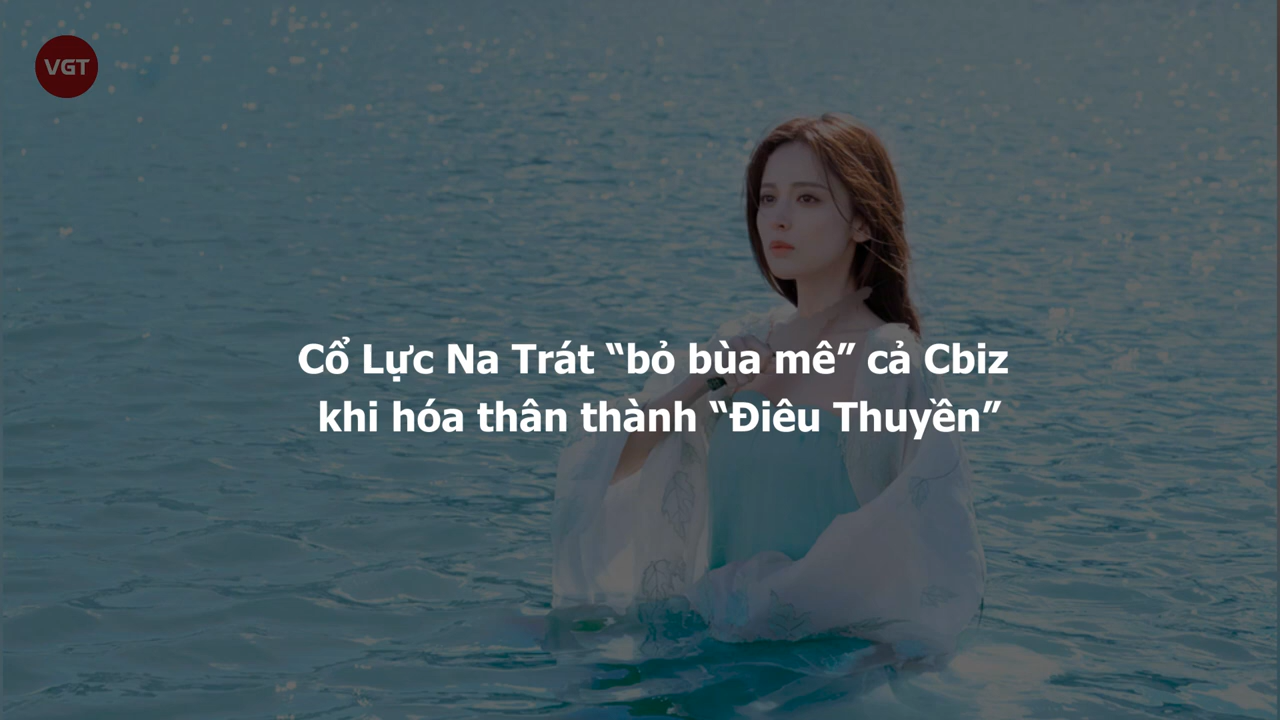 VGT
Cổ Lực Na Trát “bỏ bùa mê” cả Cbiz
khi hóa thân thành “Điêu Thuyền”